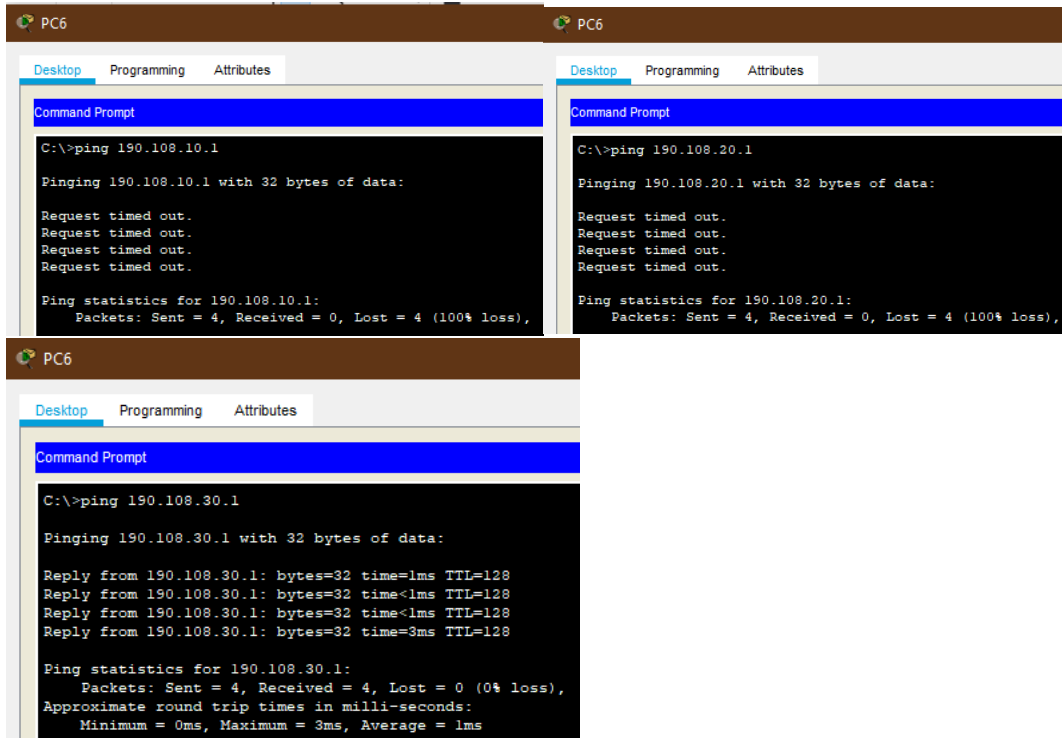 PC6
Desktop Programming Attributes
Command Prompt
C:\>ping 190.108.10.1
Pinging 190.108.10.1 with 32 bytes of data:
Request timed out.
Request timed out.
Request timed out.
Request timed out.
Ping statistics for 190.108.10.1:
Packets: Sent = 4, Received = 0, Lost = 4 (100% loss),
PC6
Desktop Programming Attributes
Command Prompt
C:\>ping 190.108.20.1
Pinging 190.108.20.1 with 32 bytes of data:
Request timed out.
Request timed out.
Request timed out.
Request timed out.
Ping statistics for 190.108.20.1:
Packets: Sent = 4, Received = 0, Lost = 4 (100% loss),
PC6
Desktop Programming Attributes
Command Prompt
C:\>ping 190.108.30.1
Pinging 190.108.30.1 with 32 bytes of data:
Reply from 190.108.30.1: bytes=32 time=1ms TTL=128
Reply from 190.108.30.1: bytes=32 time<1ms TTL=128
Reply from 190.108.30.1: bytes=32 time<1ms TTL=128
Reply from 190.108.30.1: bytes=32 time=3ms TTL=128
Ping statistics for 190.108.30.1:
Packets: Sent = 4, Received = 4, Lost = 0 (0% loss),
Approximate round trip times in milli-seconds:
Minimum = 0ms, Maximum = 3ms, Average = 1ms